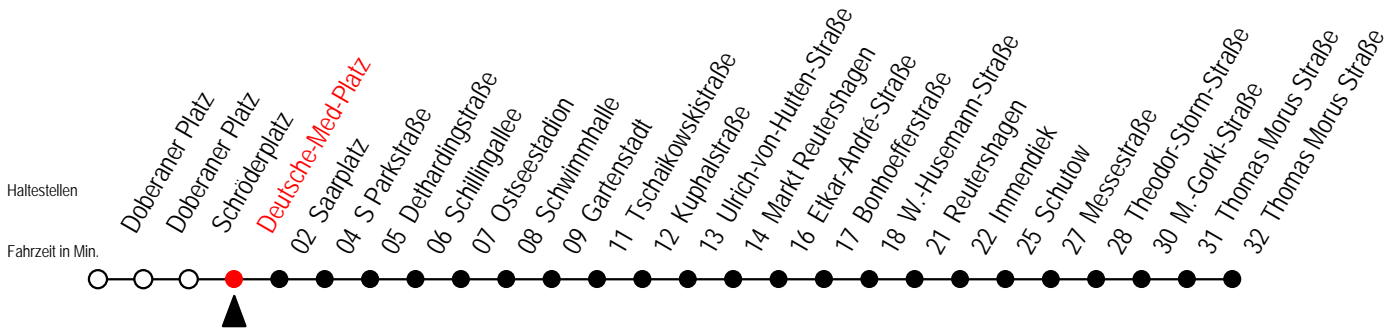 Haltestellen
Fahrzeit in Min.
Doberaner Platz
Doberaner Platz
Schröderplatz
Deutsche-Med-Platz
02 Saarplatz
04 S Parkstraße
05 Dethardingstraße
06 Schillingallee
07 Ostseestadion
08 Schwimmhalle
09 Gartenstadt
11 Tschaikowskistraße
12 Kuphalstraße
13 Ulrich-von-Hutten-Straße
14 Markt Reutershagen
16 Etkar-André-Straße
17 Bonhoefferstraße
18 W.-Husemann-Straße
21 Reutershagen
22 Immendiek
25 Schutow
27 Messestraße
28 Theodor-Storm-Straße
30 M.-Gorki-Straße
31 Thomas Morus Straße
32 Thomas Morus Straße